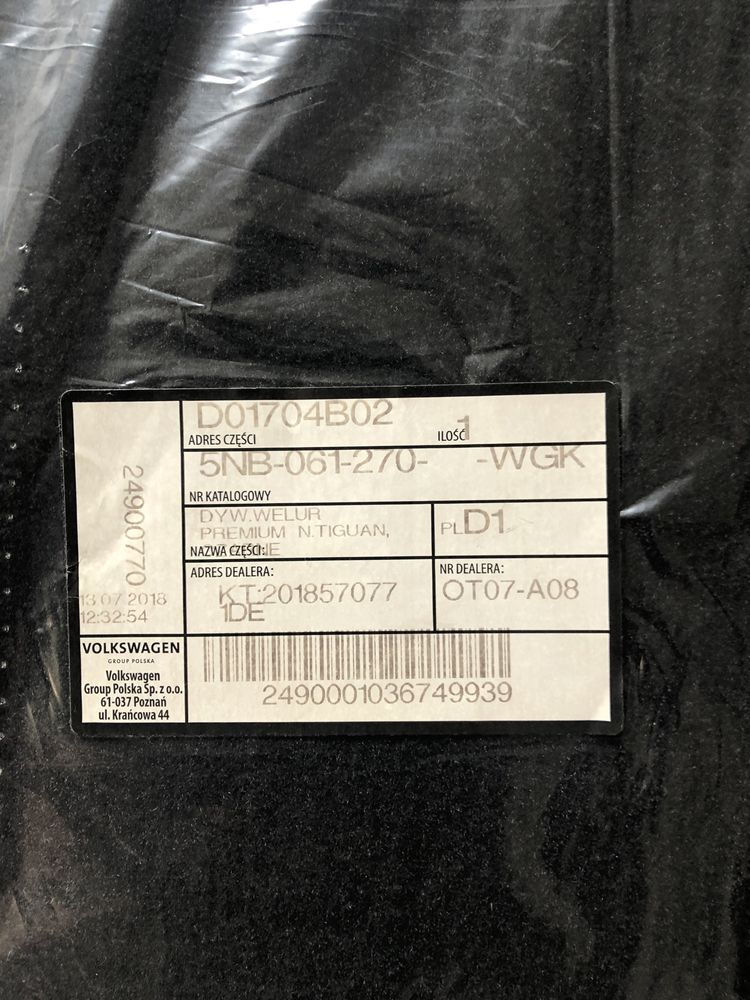 D01704B02
ADRES CZĘŚCI
ILOŚĆ 1
5NB-061-270- -WGK
NR KATALOGOWY
DYW.WELUR
PREMIUM N.TIGUAN,
NAZWA CZĘŚCI:
PL D1
ADRES DEALERA:
KT:201857077
1DE
NR DEALERA:
OT07-A08
24900770
13 07 2018
12:32:54
VOLKSWAGEN
GROUP POLSKA
Volkswagen
Group Polska Sp. z o.o.
61-037 Poznań
ul. Krańcowa 44
2490001036749939